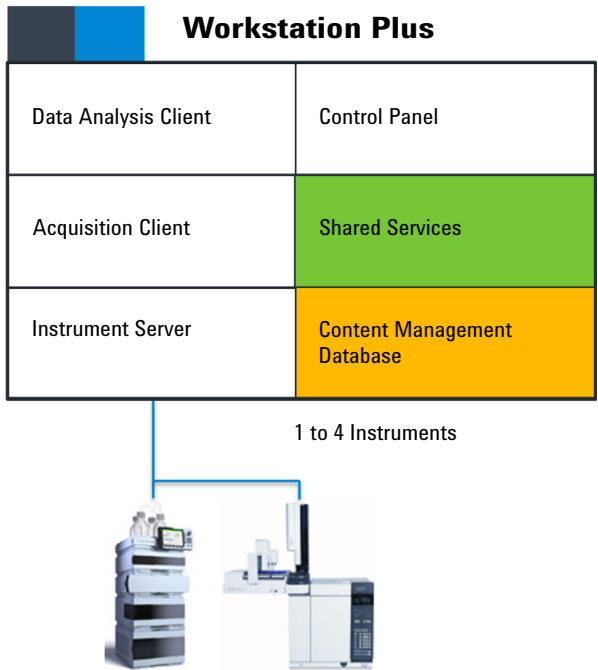 Workstation Plus
Data Analysis Client
Control Panel
Acquisition Client
Shared Services
Instrument Server
Content Management
Database
1 to 4 Instruments